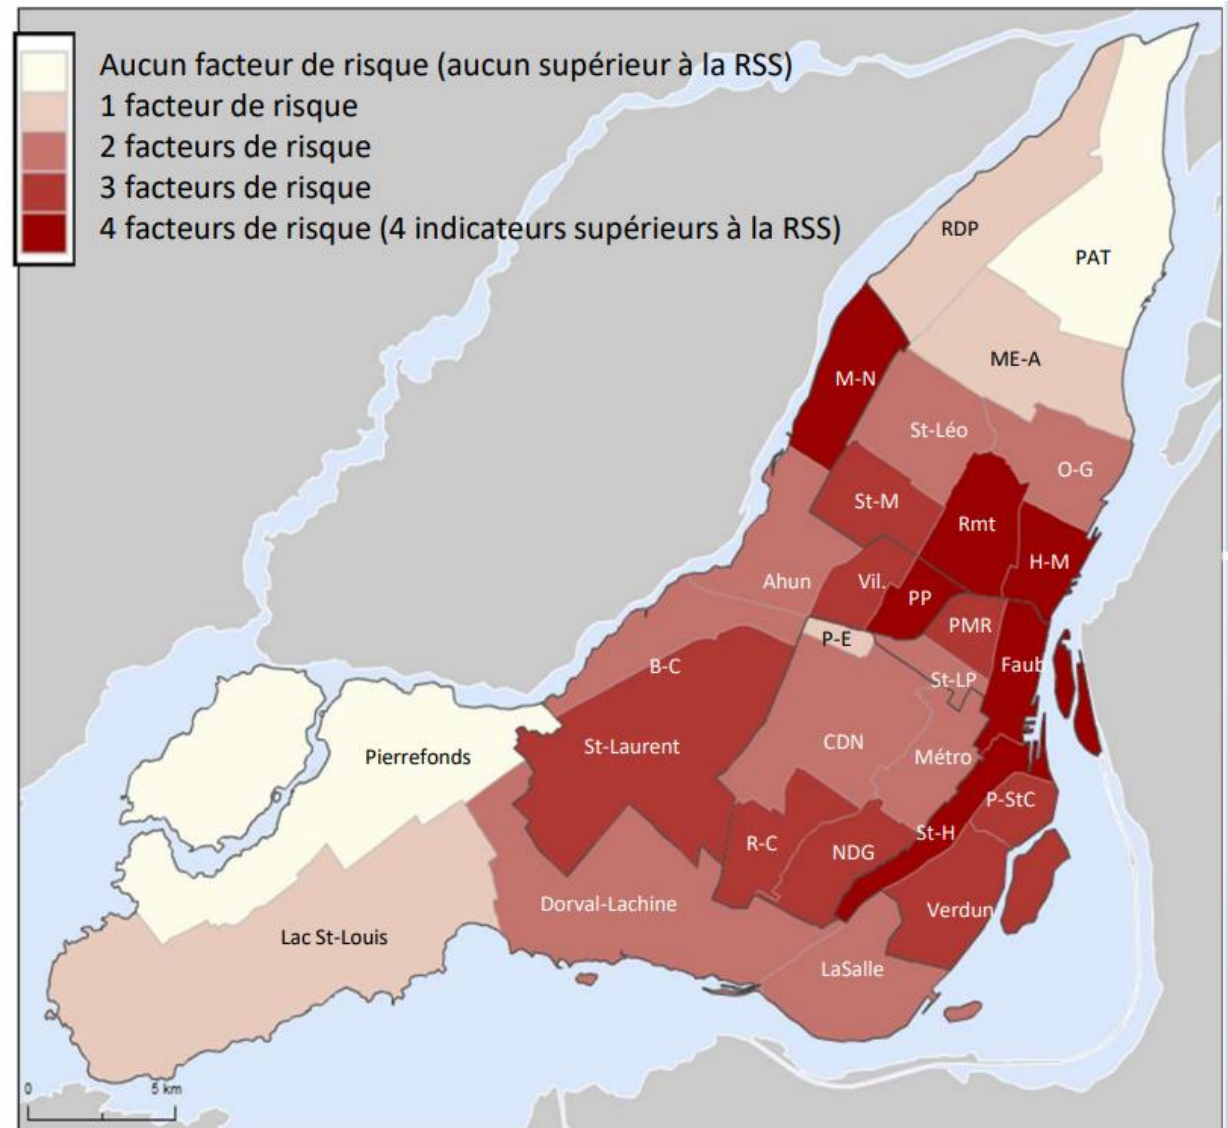 Aucun facteur de risque (aucun supérieur à la RSS)
1 facteur de risque
2 facteurs de risque
3 facteurs de risque
4 facteurs de risque (4 indicateurs supérieurs à la RSS)
RDP
PAT
ME-A
M-N
St-Léo
O-G
St-M
Rmt
H-M
Ahun
Vil.
PP
PMR
P-E
B-C
St-LP
Faub
St-Laurent
CDN
Métro
Pierrefonds
P-StC
St-H
R-C
NDG
Dorval-Lachine
Verdun
Lac St-Louis
LaSalle
0 5 km